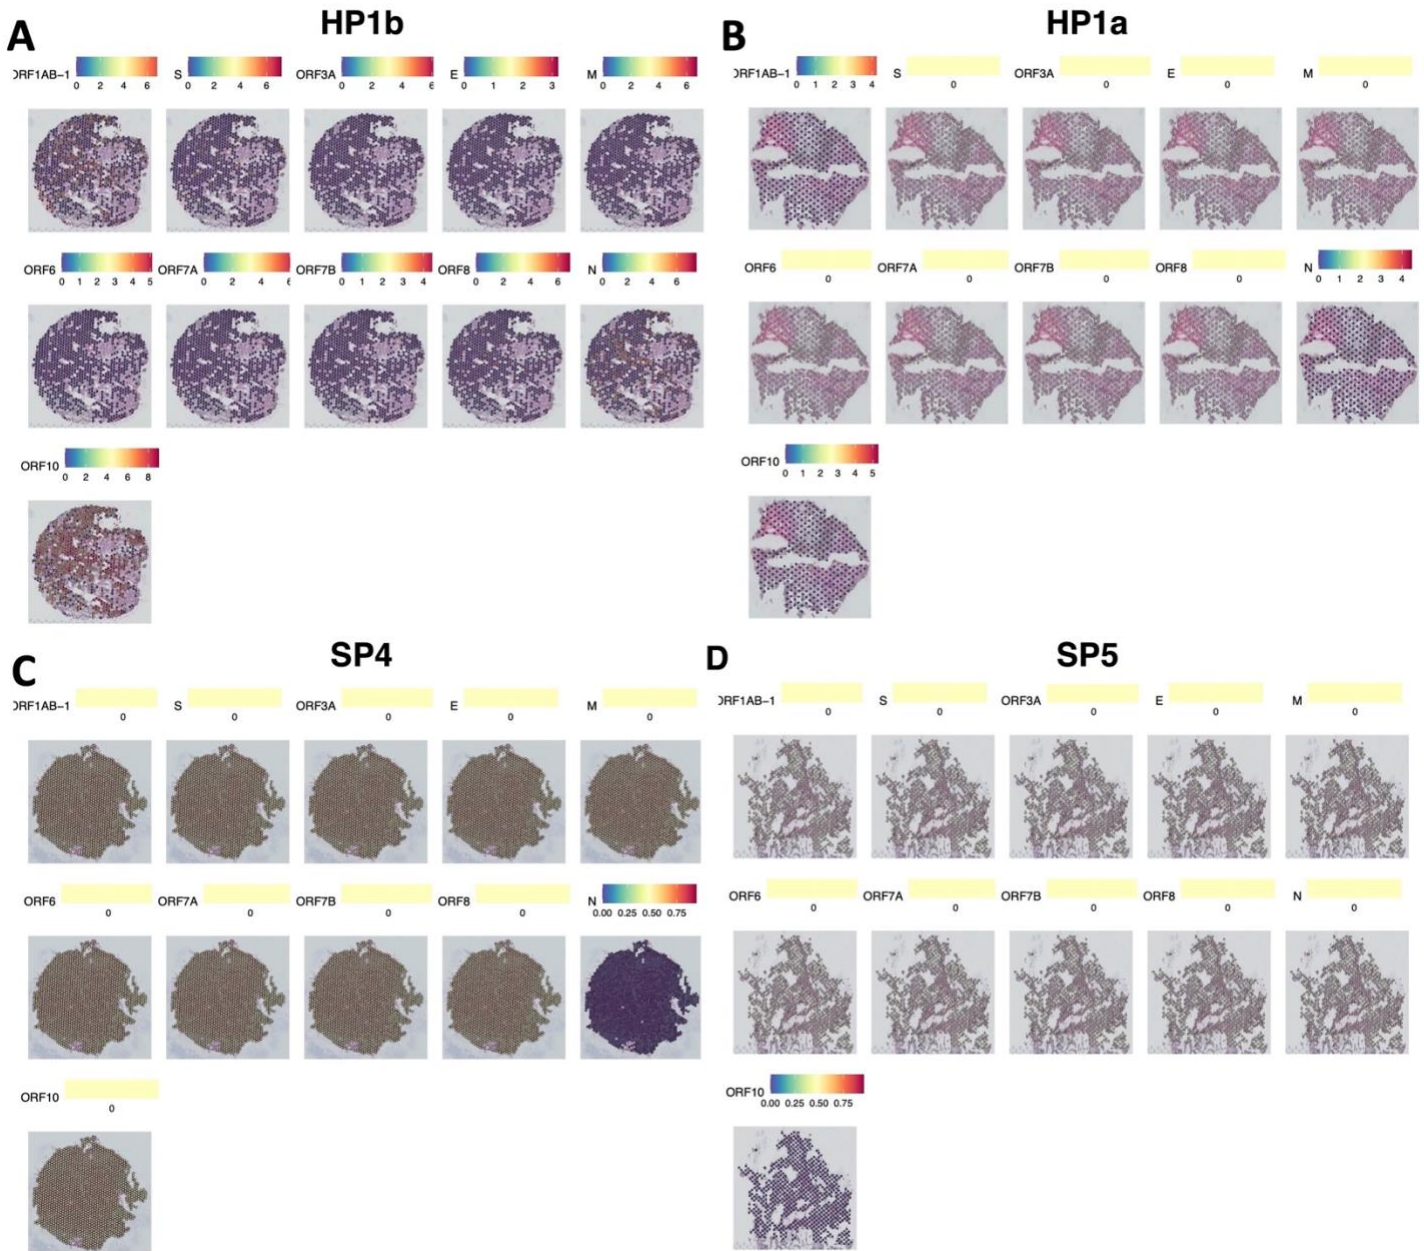 A HP1b
ORF1AB-1 0 2 4 6 S 0 2 4 6 ORF3A 0 2 4 6 E 0 1 2 3 M 0 2 4 6
ORF6 0 1 2 3 4 5 ORF7A 0 2 4 6 ORF7B 0 1 2 3 4 ORF8 0 2 4 6 N 0 2 4 6
ORF10 0 2 4 6 8
B HP1a
ORF1AB-1 0 1 2 3 4 S 0 ORF3A 0 E 0 M 0
ORF6 0 ORF7A 0 ORF7B 0 ORF8 0 N 0 1 2 3 4
ORF10 0 1 2 3 4 5
C SP4
ORF1AB-1 0 S 0 ORF3A 0 E 0 M 0
ORF6 0 ORF7A 0 ORF7B 0 ORF8 0 N 0.00 0.25 0.50 0.75
ORF10 0
D SP5
ORF1AB-1 0 S 0 ORF3A 0 E 0 M 0
ORF6 0 ORF7A 0 ORF7B 0 ORF8 0 N 0
ORF10 0.00 0.25 0.50 0.75